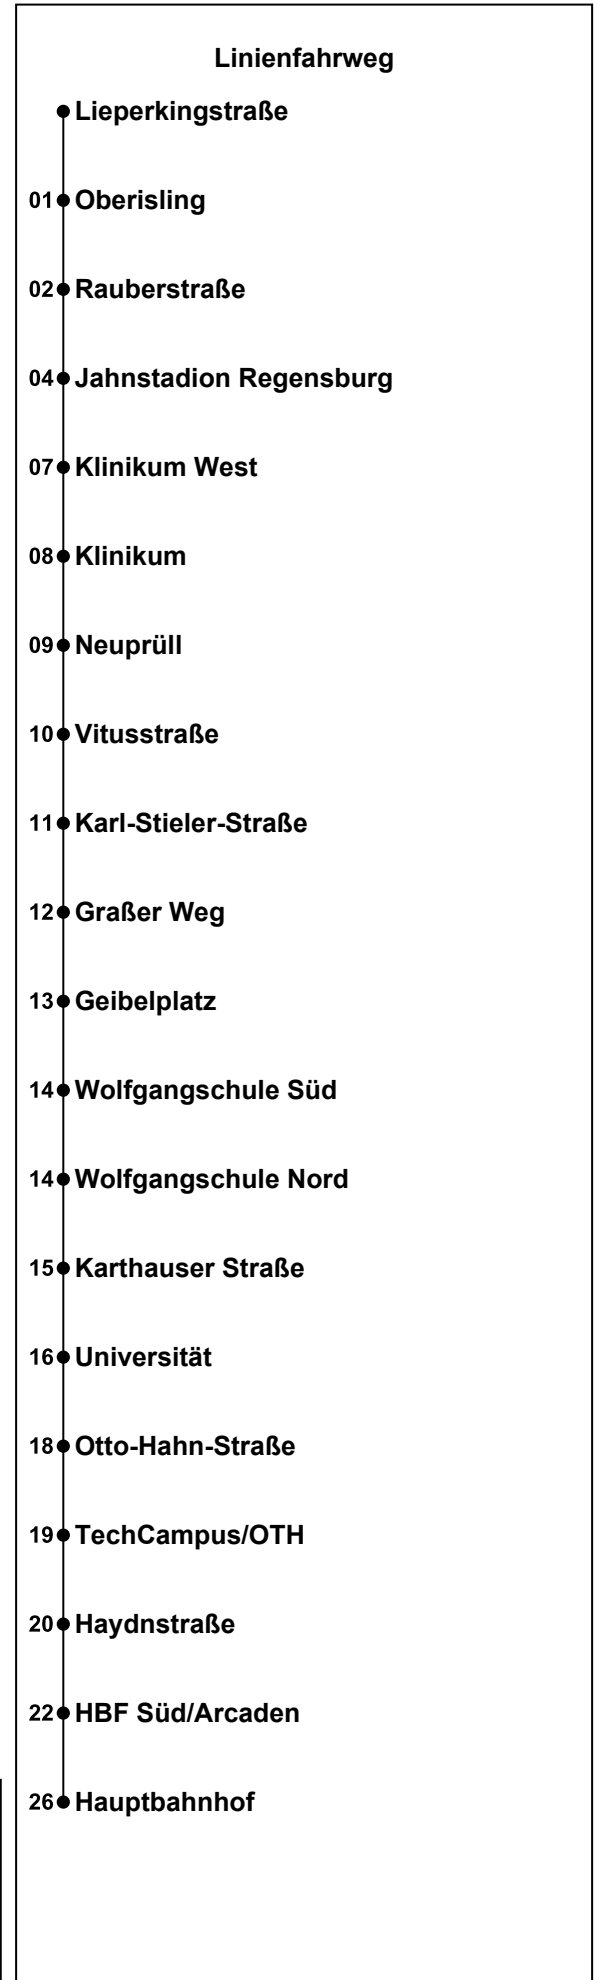 Linienfahrweg
Lieperkingstraße
01 Oberisling
02 Rauberstraße
04 Jahnstadion Regensburg
07 Klinikum West
08 Klinikum
09 Neuprüll
10 Vitusstraße
11 Karl-Stieler-Straße
12 Graßer Weg
13 Geibelplatz
14 Wolfgangschule Süd
14 Wolfgangschule Nord
15 Karthauser Straße
16 Universität
18 Otto-Hahn-Straße
19 TechCampus/OTH
20 Haydnstraße
22 HBF Süd/Arcaden
26 Hauptbahnhof